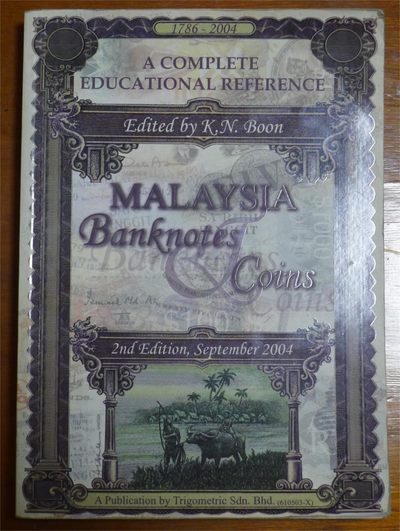 1786 - 2004
A COMPLETE
EDUCATIONAL REFERENCE
Edited by K.N. Boon
MALAYSIA
Banknotes
&
Coins
2nd Edition, September 2004
A Publication by Trigometric Sdn. Bhd. (610503-X)